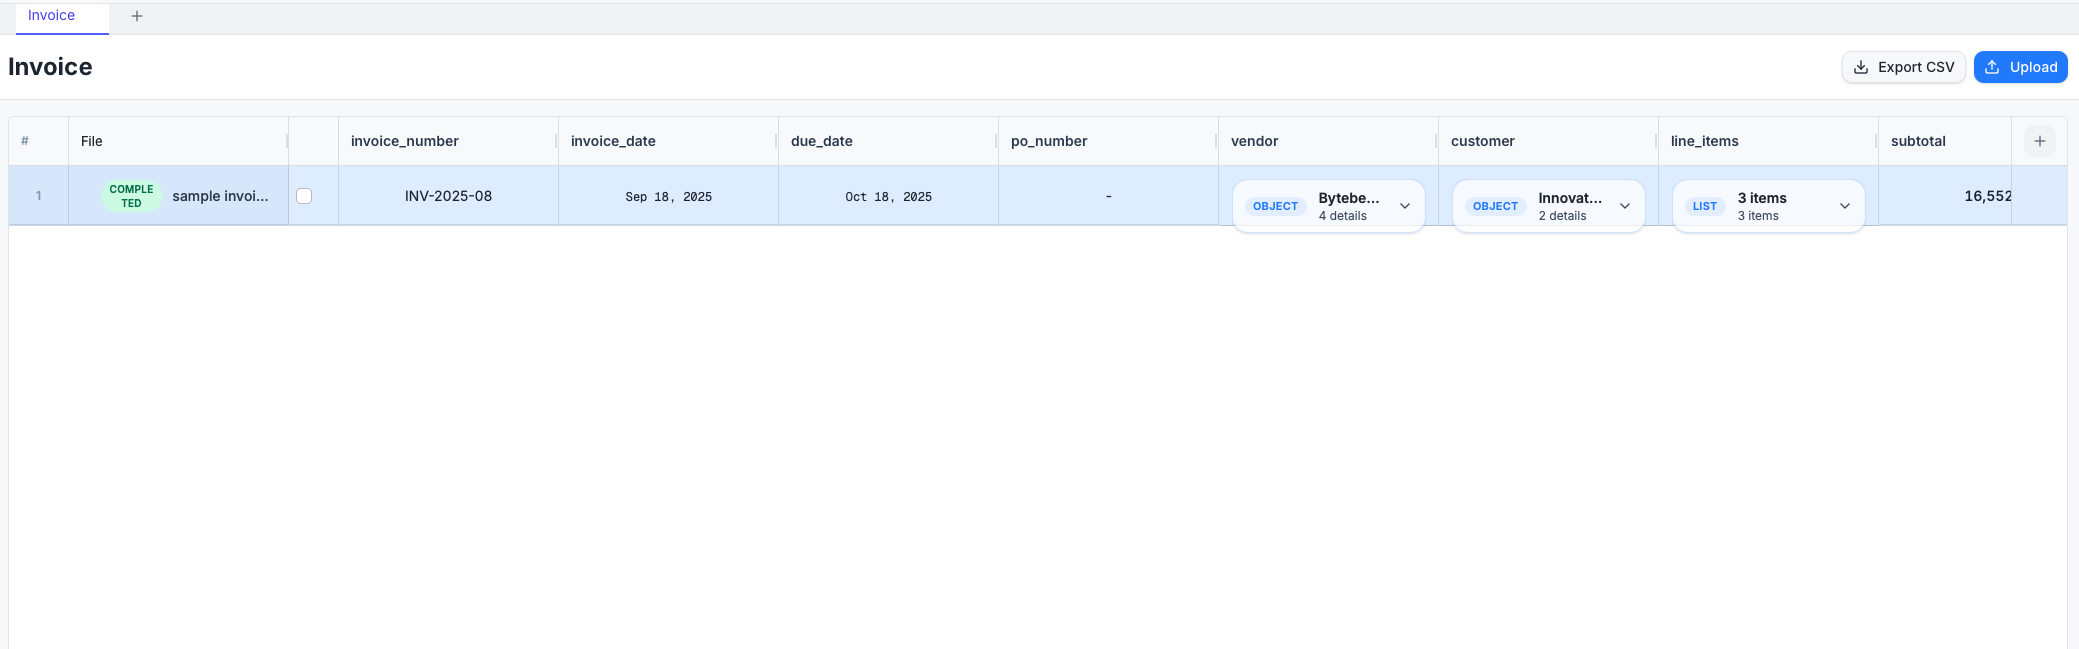 Invoice
Invoice
Export CSV
Upload
# File invoice_number invoice_date due_date po_number vendor customer line_items subtotal
1 COMPLE
TED sample invoi... INV-2025-08 Sep 18, 2025 Oct 18, 2025 - OBJECT Bytebe...
4 details OBJECT Innovat...
2 details LIST 3 items
3 items 16,552